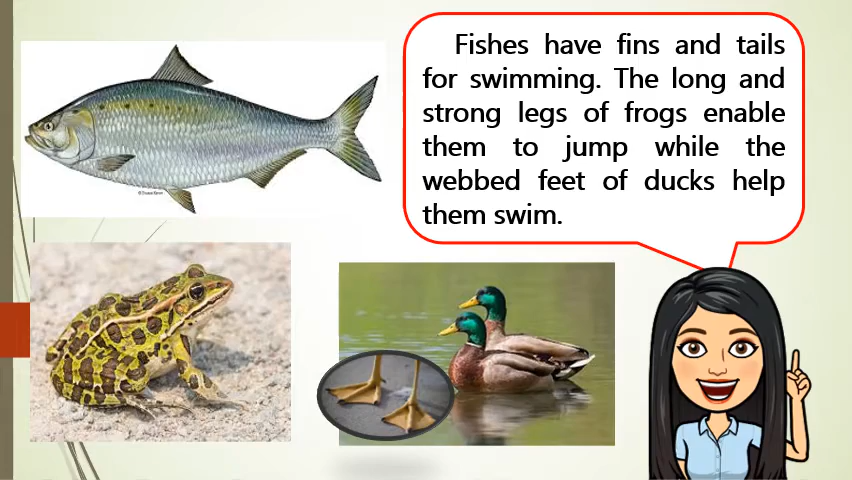 Fishes have fins and tails
for swimming. The long and
strong legs of frogs enable
them to jump while the
webbed feet of ducks help
them swim.